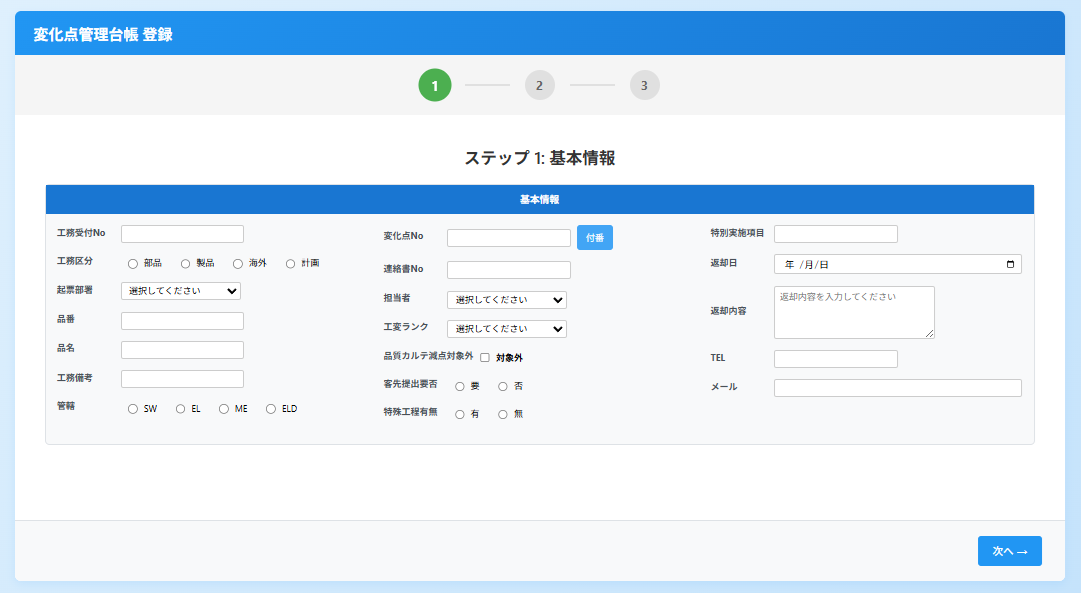 変化点管理台帳 登録
1
2
3
ステップ 1: 基本情報
基本情報
工務受付No
工務区分
部品
製品
海外
計画
起票部署
選択してください
品番
品名
工務備考
管轄
SW
EL
ME
ELD
変化点No
付番
連絡書No
担当者
選択してください
工変ランク
選択してください
品質カルテ減点対象外
対象外
客先提出要否
要
否
特殊工程有無
有
無
特別実施項目
返却日
年 /月/日
返却内容
返却内容を入力してください
TEL
メール
次へ →